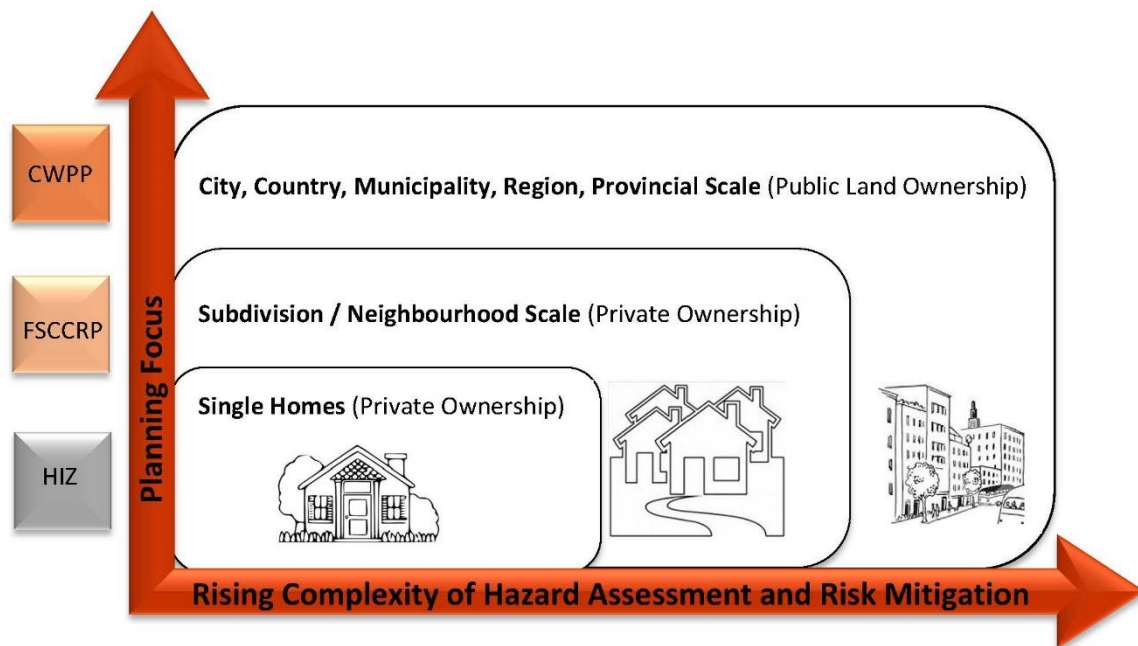 CWPP
City, Country, Municipality, Region, Provincial Scale (Public Land Ownership)
FSCCRP
Subdivision / Neighbourhood Scale (Private Ownership)
Single Homes (Private Ownership)
HIZ
Planning Focus
Rising Complexity of Hazard Assessment and Risk Mitigation